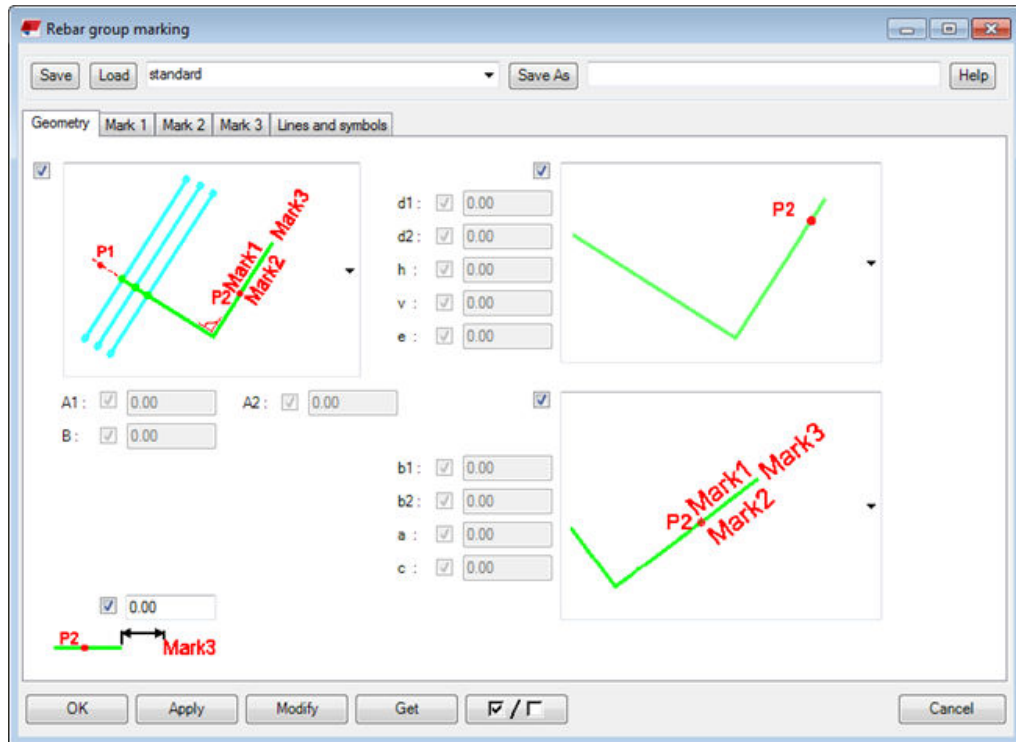 Rebar group marking
Save Load standard Save As Help
Geometry Mark 1 Mark 2 Mark 3 Lines and symbols
P1 P2 Mark1 Mark2 Mark3
d1 : 0.00
d2 : 0.00
h : 0.00
v : 0.00
e : 0.00
P2
A1 : 0.00 A2 : 0.00
B : 0.00
b1 : 0.00
b2 : 0.00
a : 0.00
c : 0.00
P2 Mark1 Mark2 Mark3
0.00
P2 Mark3
OK Apply Modify Get / Cancel